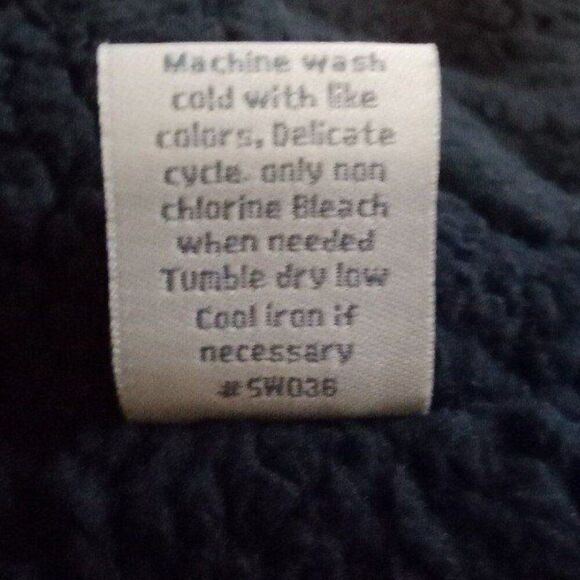 Machine wash
cold with like
colors, Delicate
cycle. only non
chlorine Bleach
when needed
Tumble dry low
Cool iron if
necessary
#SW036